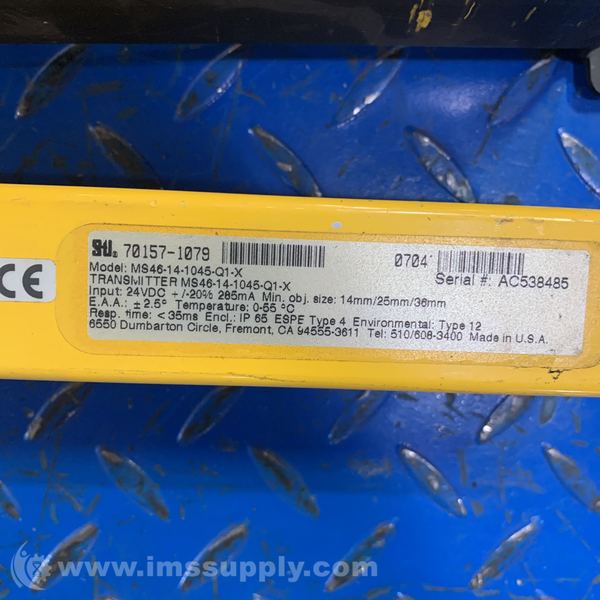 CE
STI® 70157-1079 0704
Model: MS46-14-1045-Q1-X Serial #: AC538485
TRANSMITTER MS46-14-1045-Q1-X
Input: 24VDC +/-20% 285mA Min. obj. size: 14mm/25mm/36mm
E.A.A.: ± 2.5° Temperature: 0-55 °C
Resp. time: < 35ms Encl.: IP 65 ESPE Type 4 Environmental: Type 12
6550 Dumbarton Circle, Fremont, CA 94555-3611 Tel: 510/608-3400 Made in U.S.A.
www.imssupply.com/